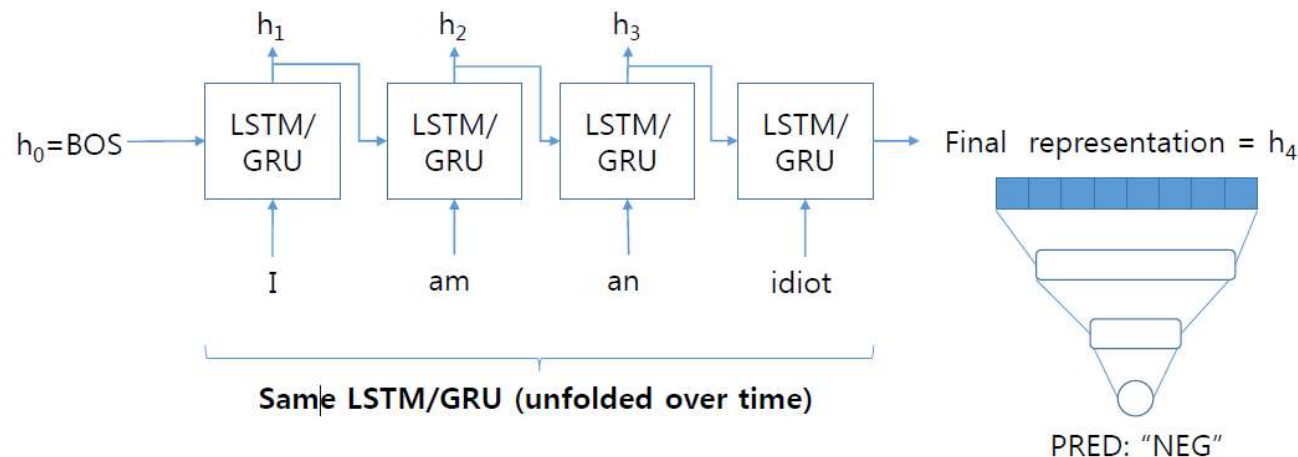 h₁ h₂ h₃
LSTM/ LSTM/ LSTM/ LSTM/
GRU GRU GRU GRU
h₀=BOS
Final representation = h₄
I am an idiot
Same LSTM/GRU (unfolded over time)
PRED: “NEG”